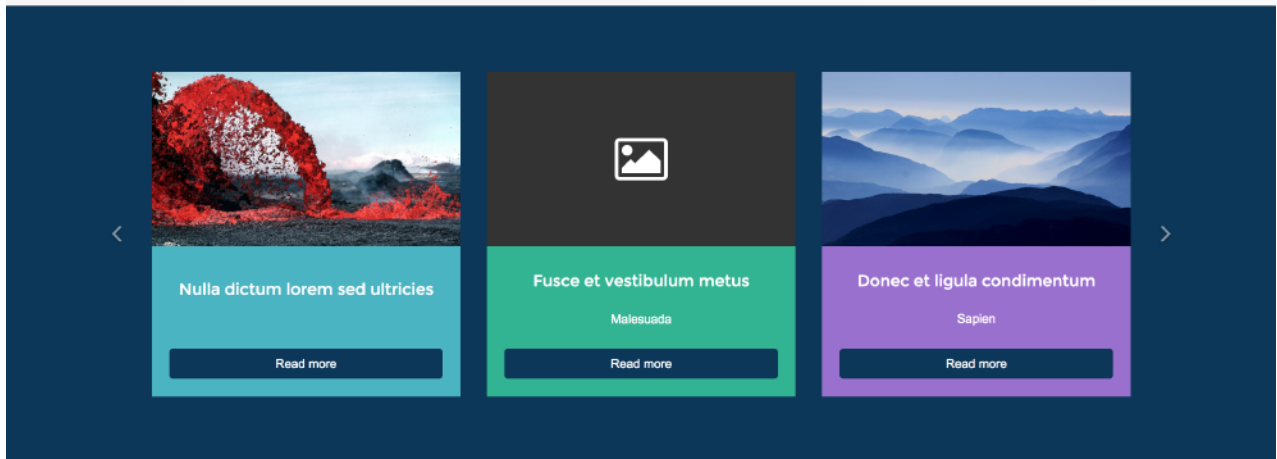 Nulla dictum lorem sed ultricies
Read more
Fusce et vestibulum metus
Malesuada
Read more
Donec et ligula condimentum
Sapien
Read more